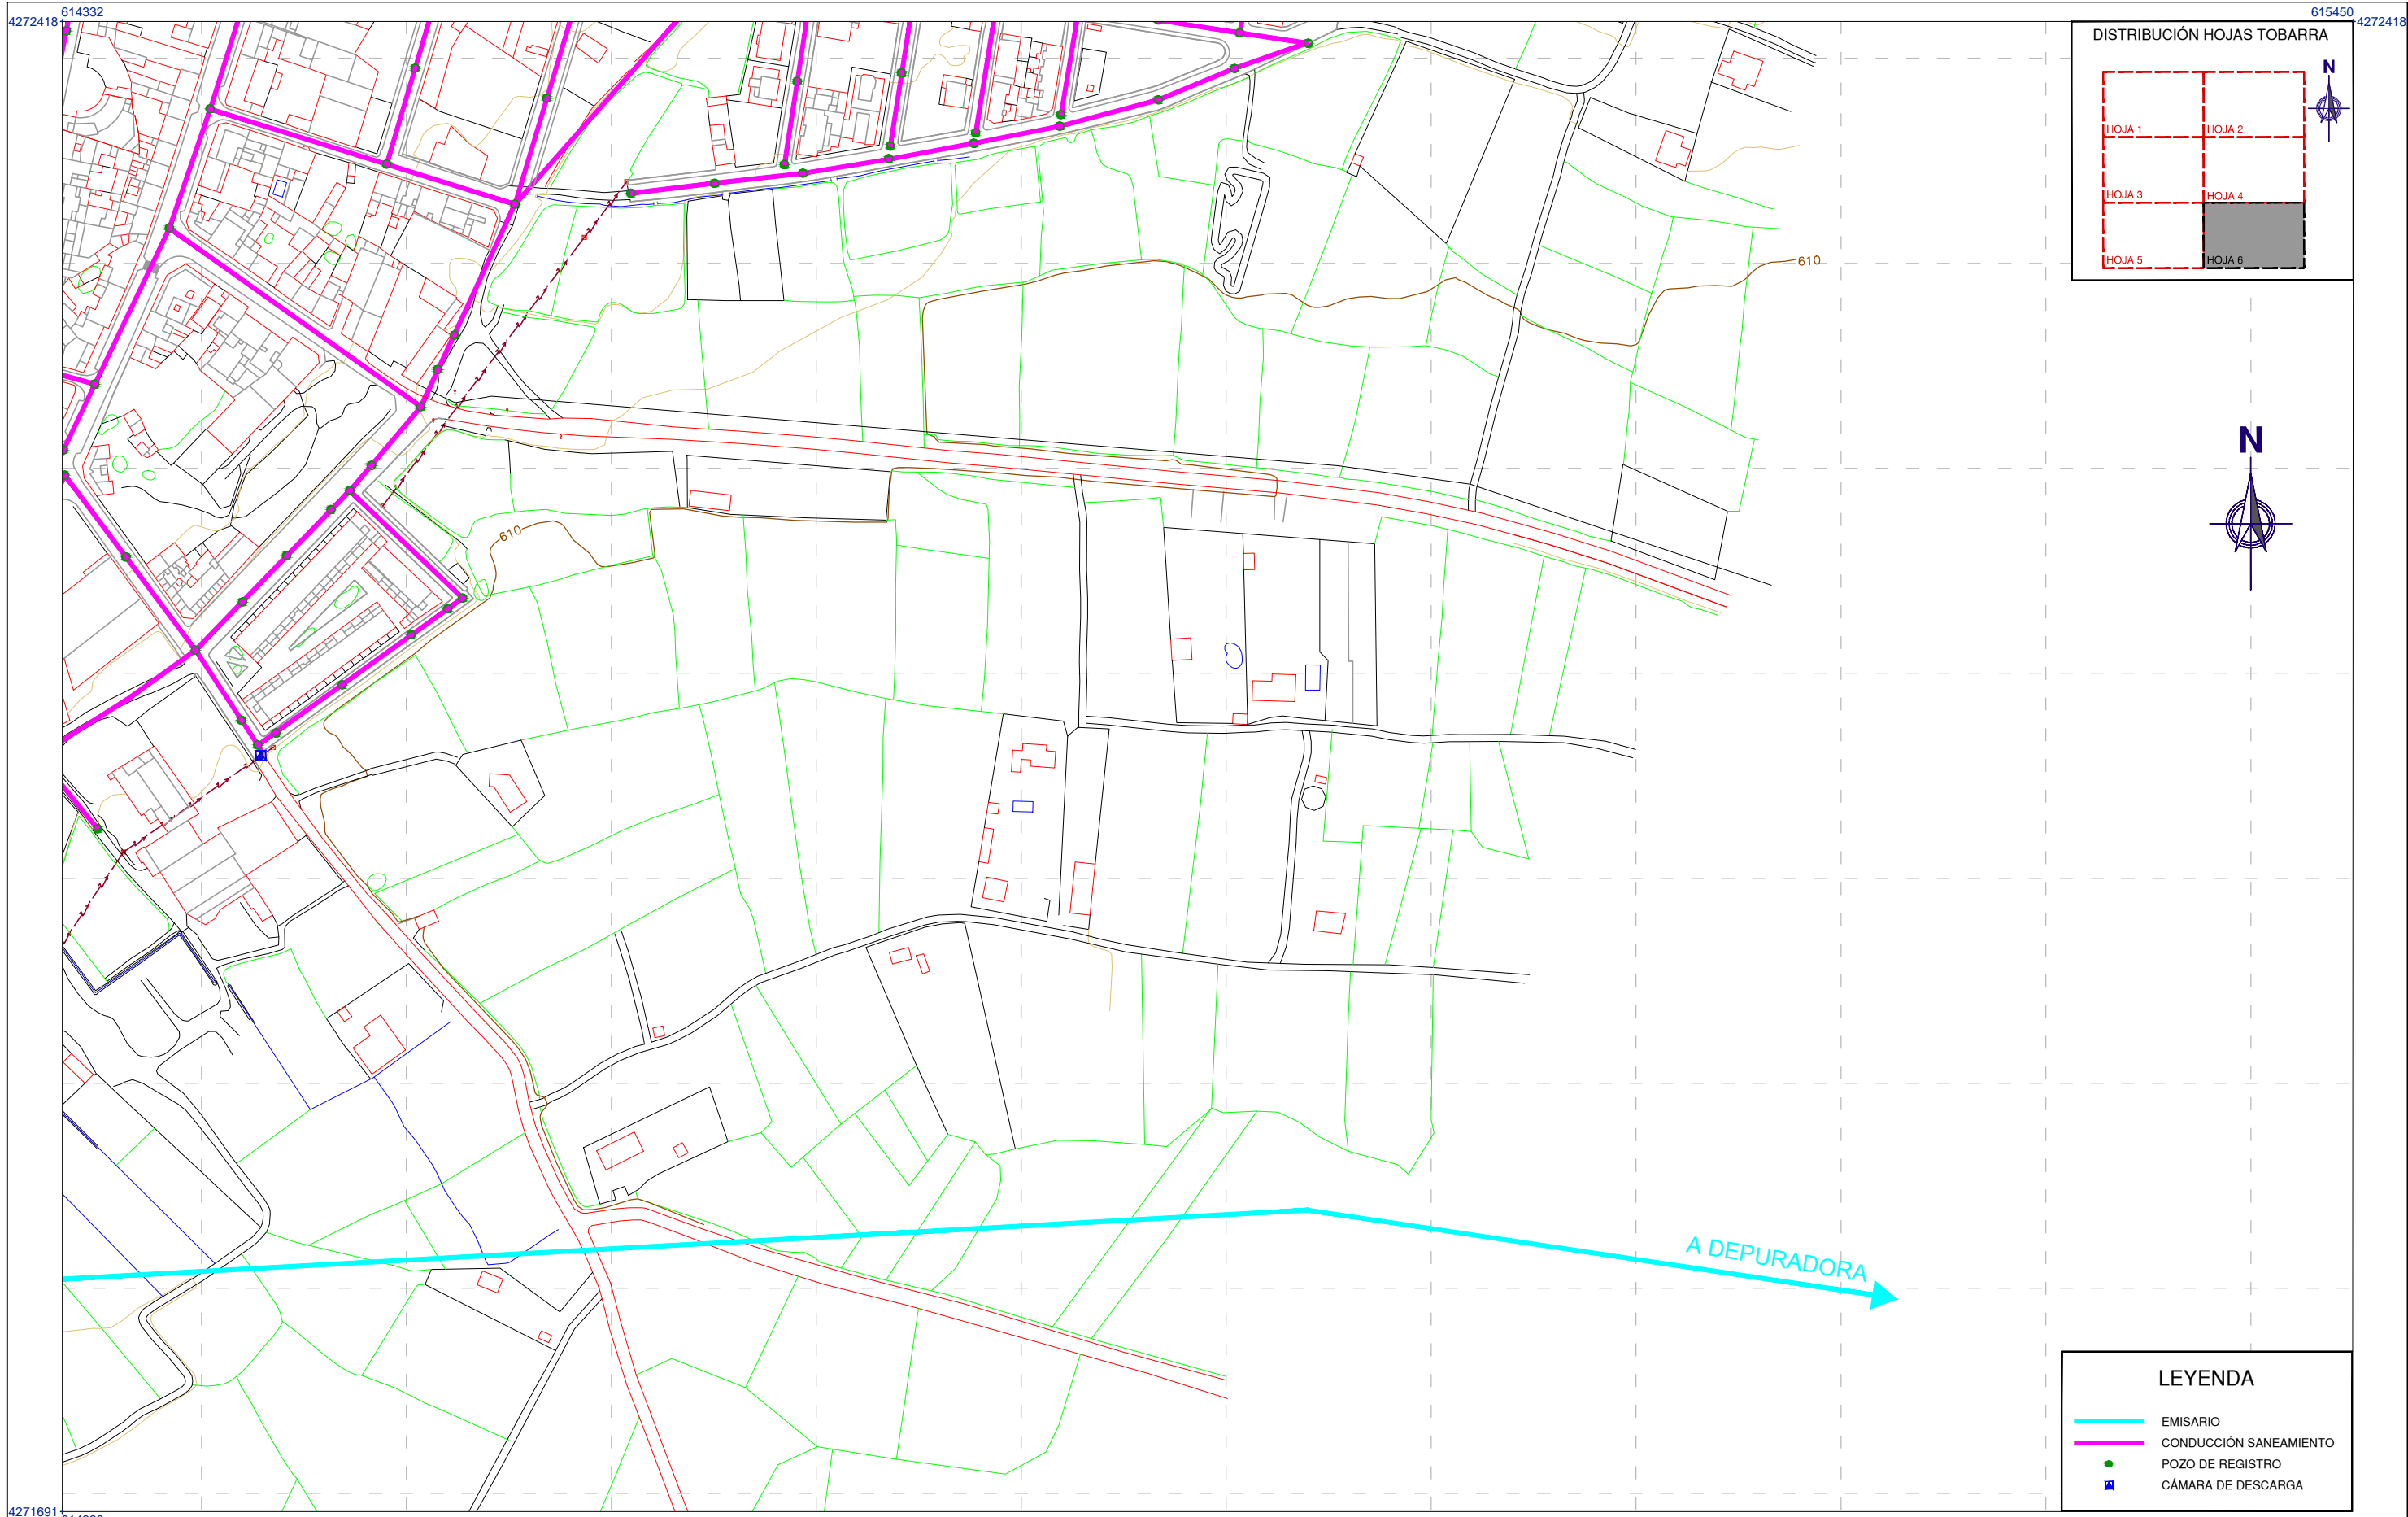 614332
4272418
615450
4272418
DISTRIBUCIÓN HOJAS TOBARRA
N
HOJA 1
HOJA 2
HOJA 3
HOJA 4
HOJA 5
HOJA 6
610
N
610
A DEPURADORA
LEYENDA
EMISARIO
CONDUCCIÓN SANEAMIENTO
POZO DE REGISTRO
CÁMARA DE DESCARGA
4271691